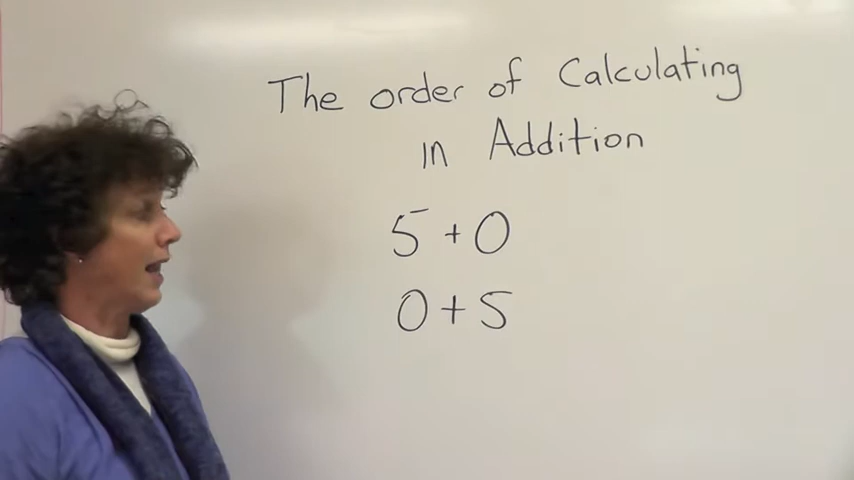 The order of Calculating
in Addition
5 + 0
0 + 5